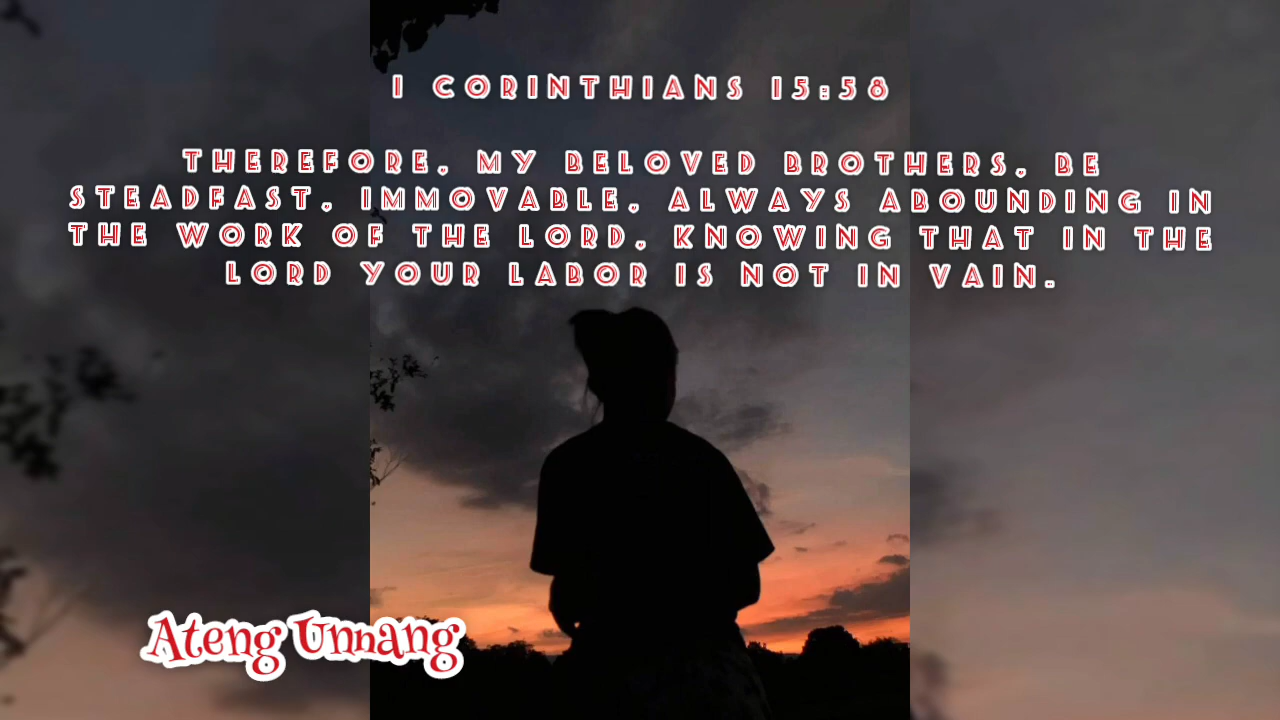 1 CORINTHIANS 15:58
THEREFORE, MY BELOVED BROTHERS, BE
STEADFAST, IMMOVABLE, ALWAYS ABOUNDING IN
THE WORK OF THE LORD, KNOWING THAT IN THE
LORD YOUR LABOR IS NOT IN VAIN.
Ateng Unnang